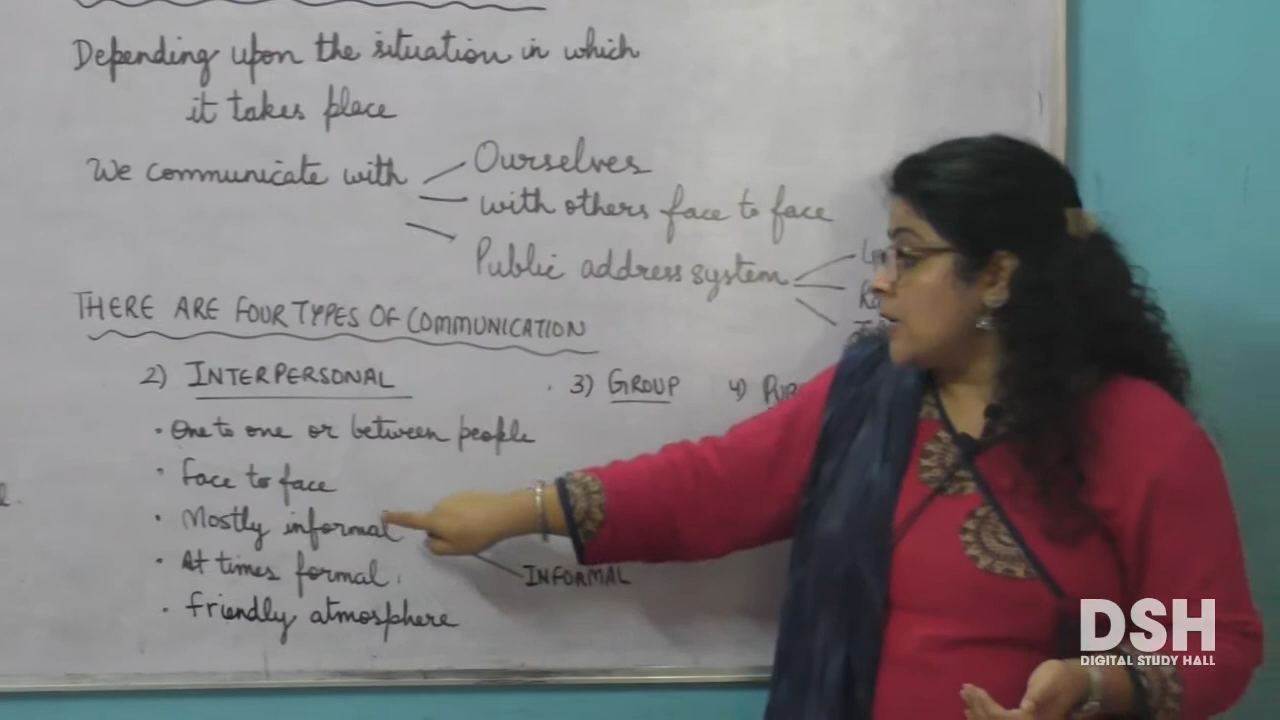 Depending upon the situation in which
it takes place
We communicate with
Ourselves
with others face to face
Public address system
THERE ARE FOUR TYPES OF COMMUNICATION
2) INTERPERSONAL
3) GROUP
4)
• One to one or between people
• Face to face
• Mostly informal
• At times formal
INFORMAL
• Friendly atmosphere
DSH
DIGITAL STUDY HALL